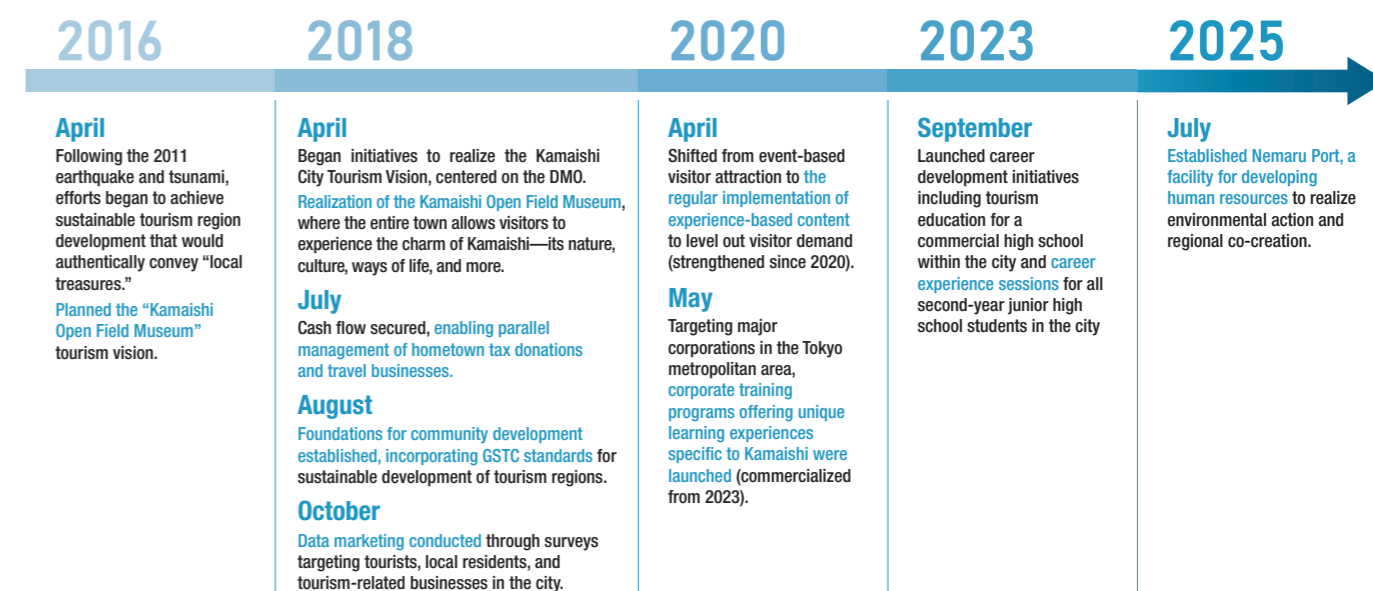 2016
April
Following the 2011
earthquake and tsunami,
efforts began to achieve
sustainable tourism region
development that would
authentically convey “local
treasures.”
Planned the “Kamaishi
Open Field Museum”
tourism vision.
2018
April
Began initiatives to realize the Kamaishi
City Tourism Vision, centered on the DMO.
Realization of the Kamaishi Open Field Museum,
where the entire town allows visitors to
experience the charm of Kamaishi—its nature,
culture, ways of life, and more.
July
Cash flow secured, enabling parallel
management of hometown tax donations
and travel businesses.
August
Foundations for community development
established, incorporating GSTC standards for
sustainable development of tourism regions.
October
Data marketing conducted through surveys
targeting tourists, local residents, and
tourism-related businesses in the city.
2020
April
Shifted from event-based
visitor attraction to the
regular implementation of
experience-based content
to level out visitor demand
(strengthened since 2020).
May
Targeting major
corporations in the Tokyo
metropolitan area,
corporate training
programs offering unique
learning experiences
specific to Kamaishi were
launched (commercialized
from 2023).
2023
September
Launched career
development initiatives
including tourism
education for a
commercial high school
within the city and career
experience sessions for all
second-year junior high
school students in the city
2025
July
Established Nemaru Port, a
facility for developing
human resources to realize
environmental action and
regional co-creation.